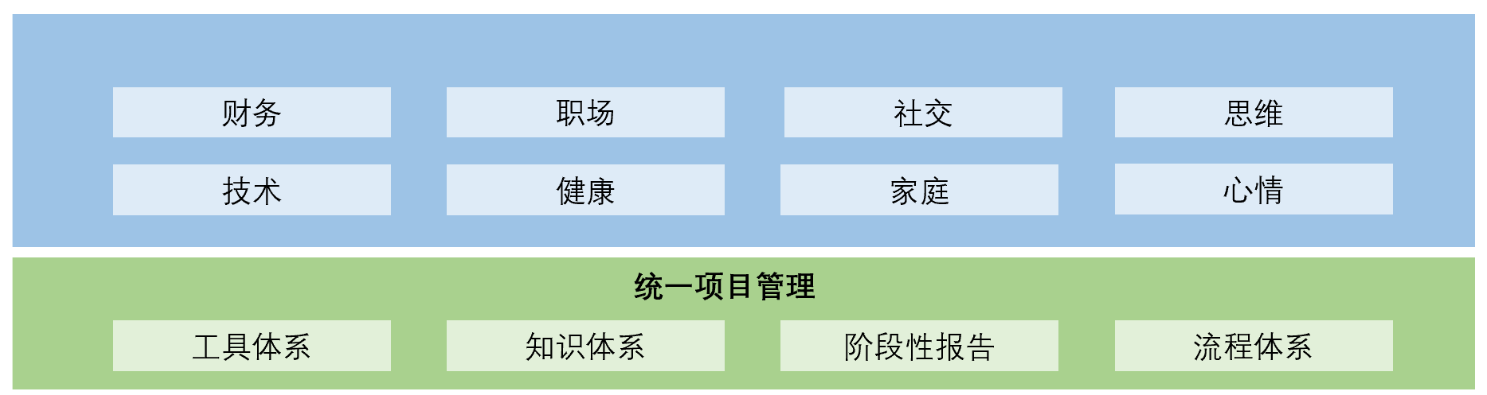 财务 职场 社交 思维
技术 健康 家庭 心情
统一项目管理
工具体系 知识体系 阶段性报告 流程体系